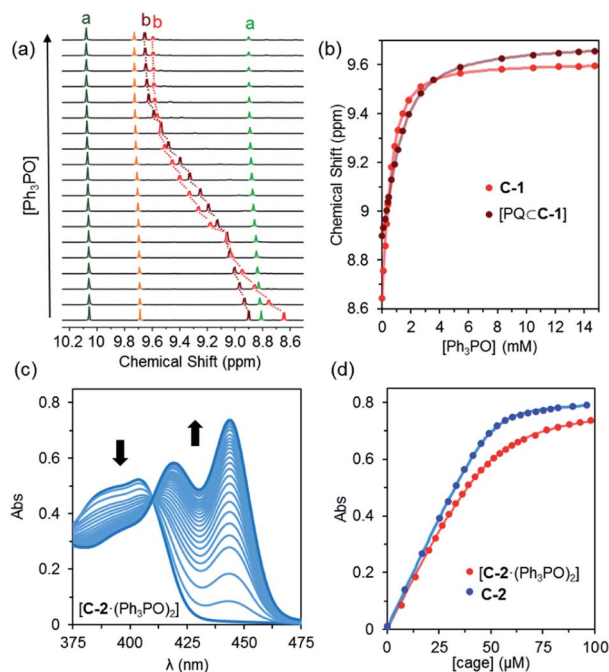 (a)
a
b
b
a
[Ph₃PO]
10.2 9.9 9.6 9.3 9.0 8.8 8.6
Chemical Shift (ppm)
(b)
9.6
9.4
9.2
9
8.8
8.6
Chemical Shift (ppm)
C-1
[PQ⊂C-1]
0 2 4 6 8 10 12 14
[Ph₃PO] (mM)
(c)
0.8
0.6
0.4
0.2
0
Abs
[C-2·(Ph₃PO)₂]
375 400 425 450 475
λ (nm)
(d)
0.8
0.6
0.4
0.2
0
Abs
[C-2·(Ph₃PO)₂]
C-2
0 25 50 75 100
[cage] (µM)